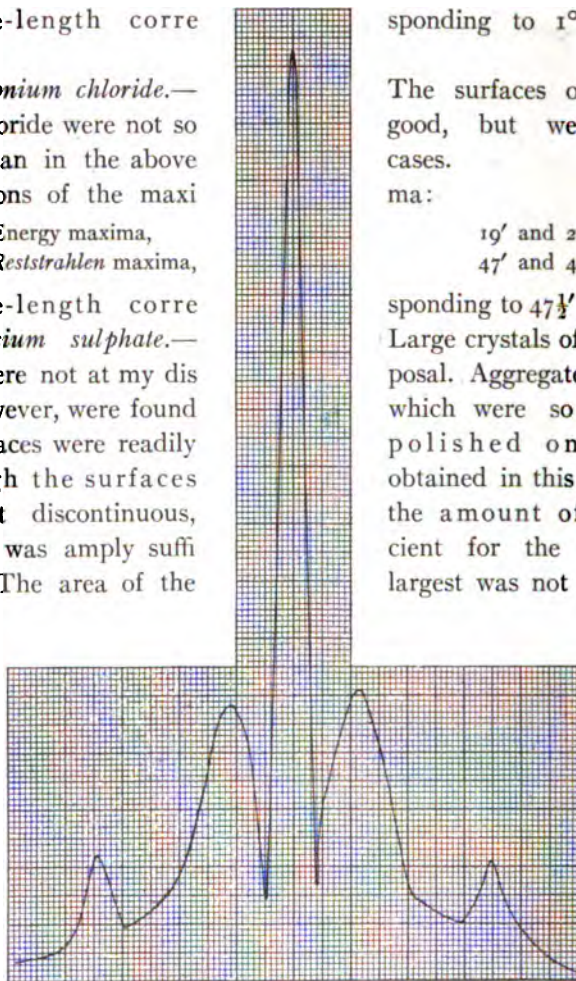 e-length corre sponding to 1°
onium chloride.— The surfaces o
oride were not so good, but we
an in the above cases.
ons of the maxi ma:
Energy maxima, 19′ and 2
Reststrahlen maxima, 47′ and 4
e-length corre sponding to 47½′
ium sulphate.— Large crystals of
ere not at my dis posal. Aggregate
wever, were found which were so
aces were readily polished on
gh the surfaces obtained in this
t discontinuous, the amount of
was amply suffi cient for the
The area of the largest was not